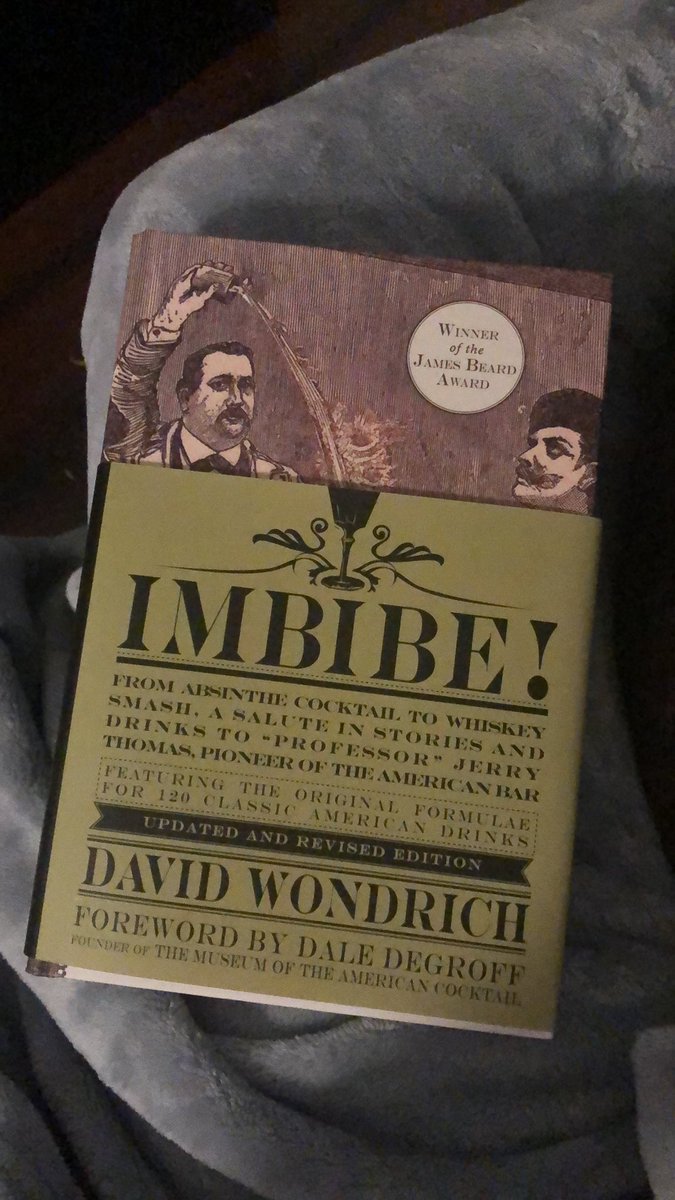 WINNER
of the
JAMES BEARD
AWARD
IMBIBE!
FROM ABSINTHE COCKTAIL TO WHISKEY
SMASH, A SALUTE IN STORIES AND
DRINKS TO “PROFESSOR” JERRY
THOMAS, PIONEER OF THE AMERICAN BAR
FEATURING THE ORIGINAL FORMULAE
FOR 120 CLASSIC AMERICAN DRINKS
UPDATED AND REVISED EDITION
DAVID WONDRICH
FOREWORD BY DALE DEGROFF
FOUNDER OF THE MUSEUM OF THE AMERICAN COCKTAIL